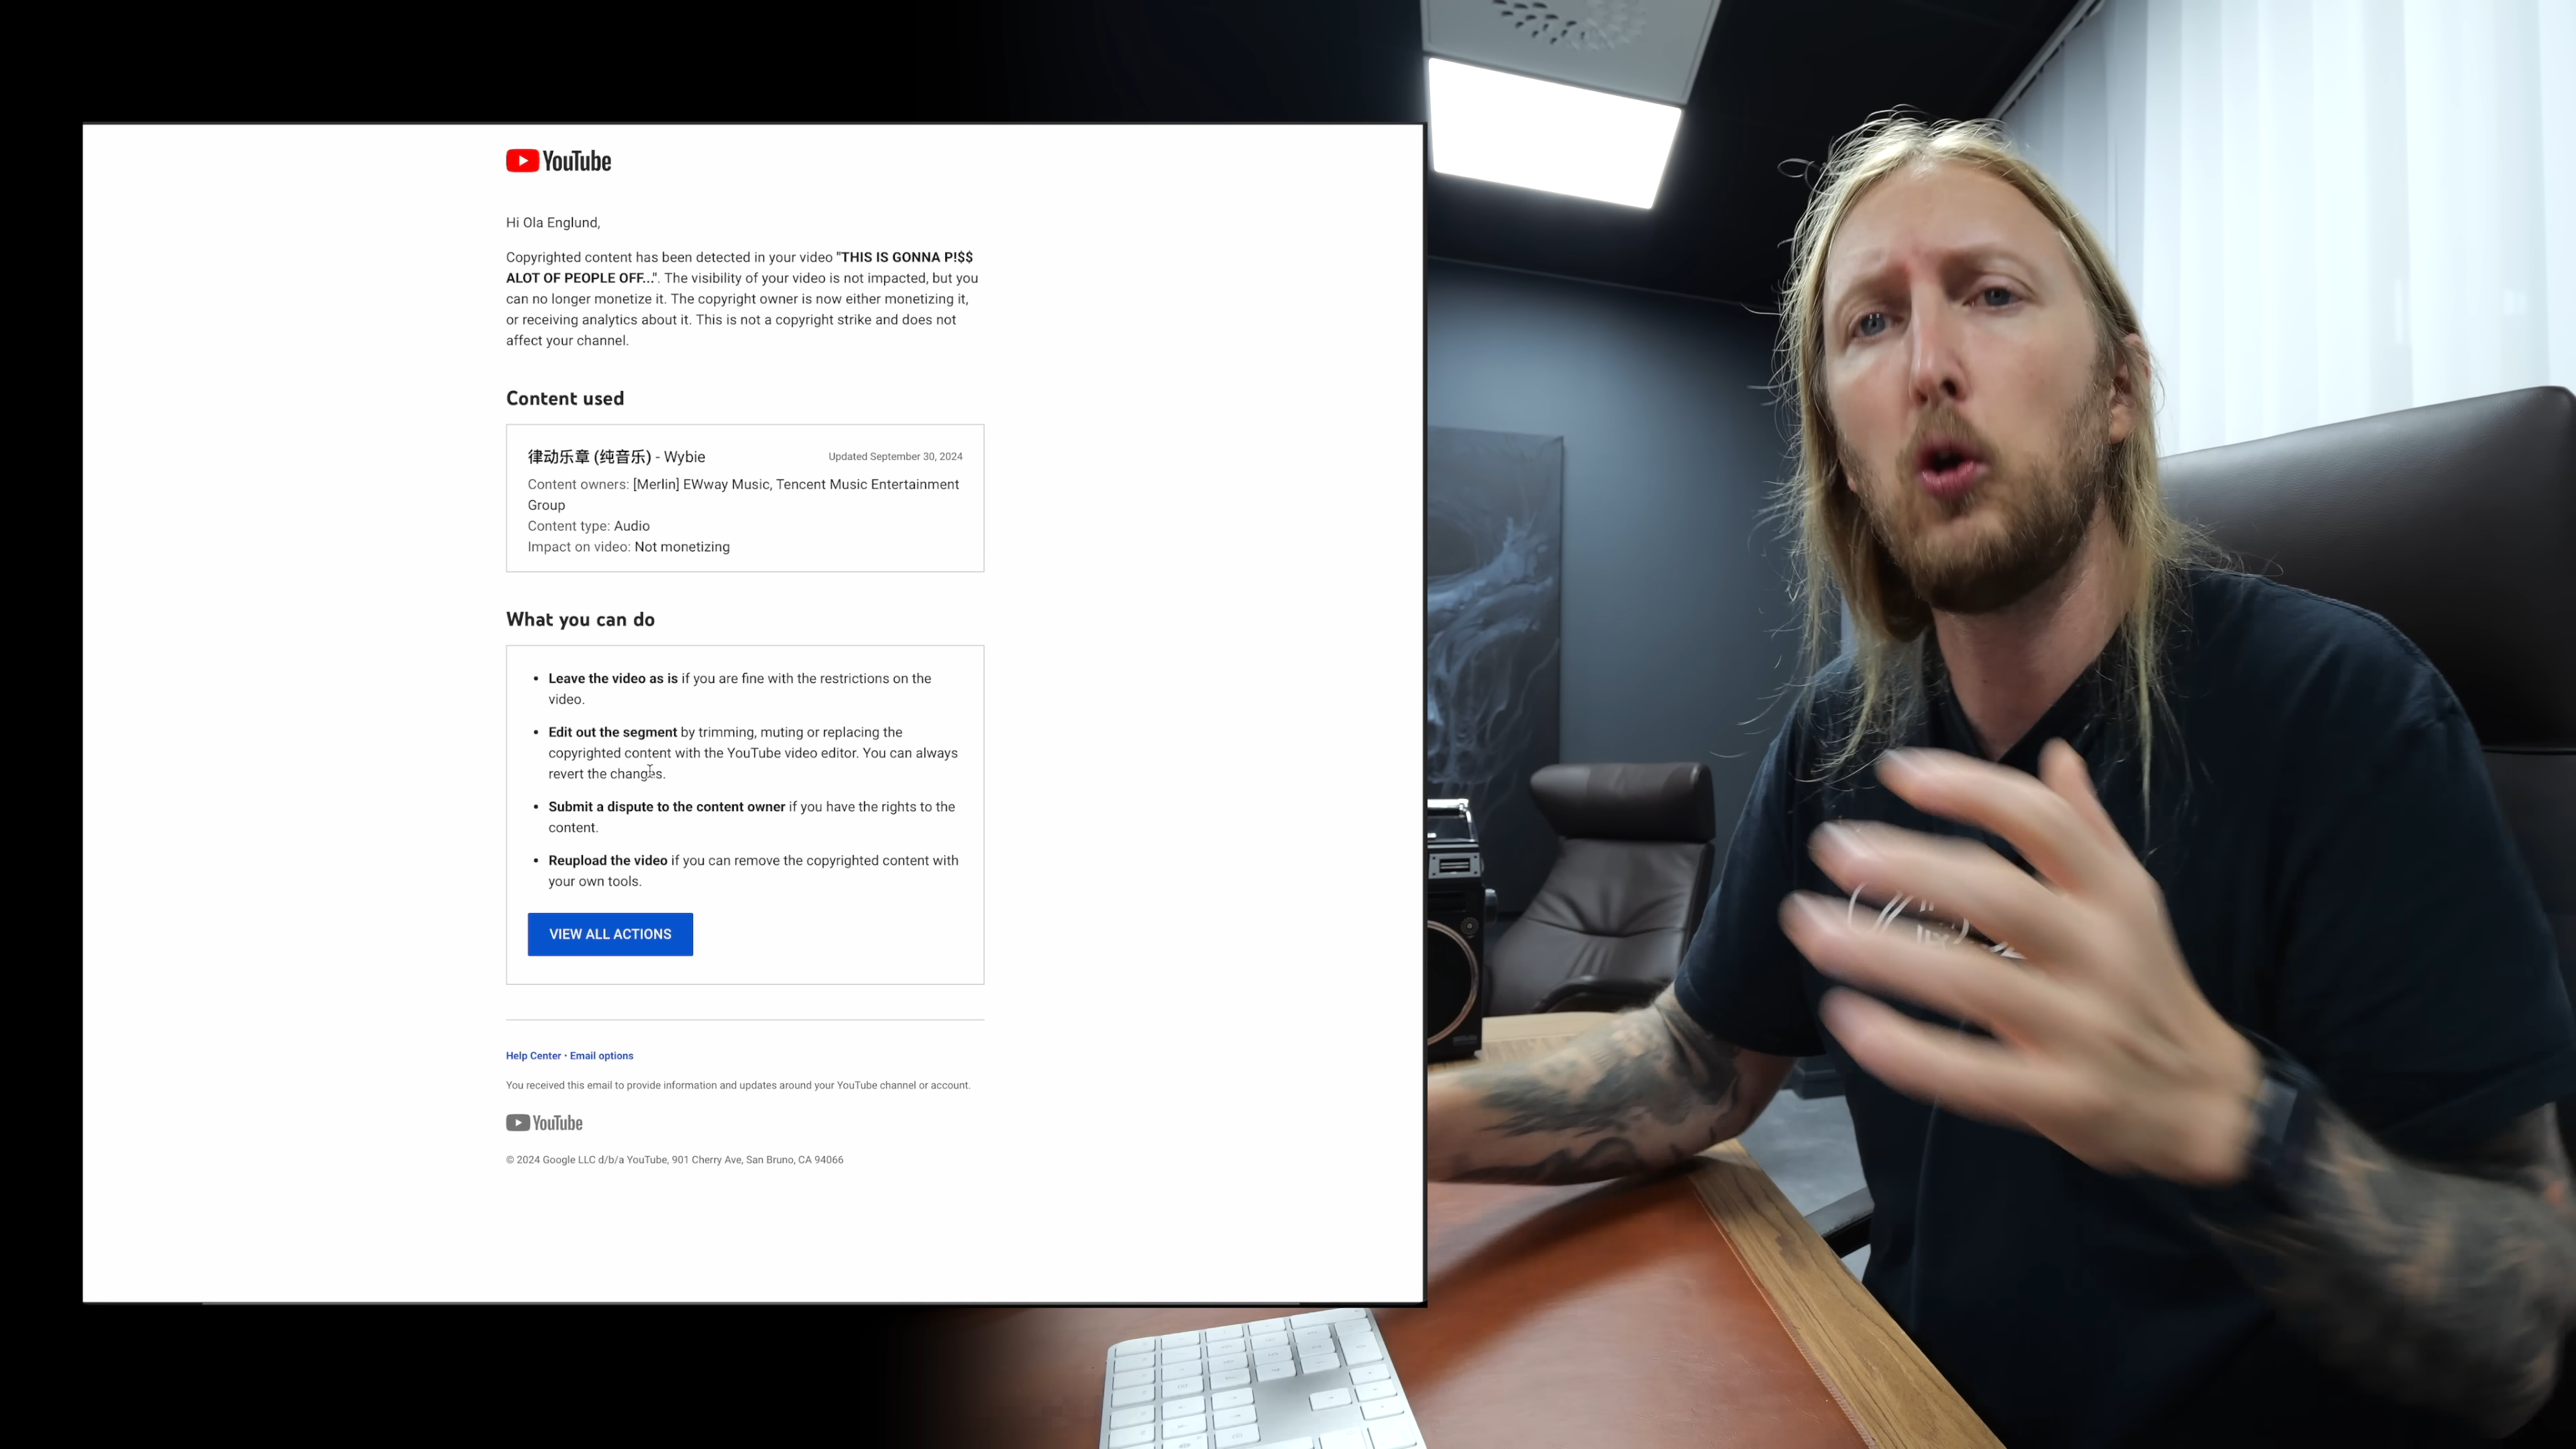 YouTube
Hi Ola Englund,
Copyrighted content has been detected in your video "THIS IS GONNA P!$$
ALOT OF PEOPLE OFF...". The visibility of your video is not impacted, but you
can no longer monetize it. The copyright owner is now either monetizing it,
or receiving analytics about it. This is not a copyright strike and does not
affect your channel.
Content used
律动乐章 (纯音乐) - Wybie
Updated September 30, 2024
Content owners: [Merlin] EWway Music, Tencent Music Entertainment
Group
Content type: Audio
Impact on video: Not monetizing
What you can do
• Leave the video as is if you are fine with the restrictions on the
video.
• Edit out the segment by trimming, muting or replacing the
copyrighted content with the YouTube video editor. You can always
revert the changes.
• Submit a dispute to the content owner if you have the rights to the
content.
• Reupload the video if you can remove the copyrighted content with
your own tools.
VIEW ALL ACTIONS
Help Center • Email options
You received this email to provide information and updates around your YouTube channel or account.
YouTube
© 2024 Google LLC d/b/a YouTube, 901 Cherry Ave, San Bruno, CA 94066